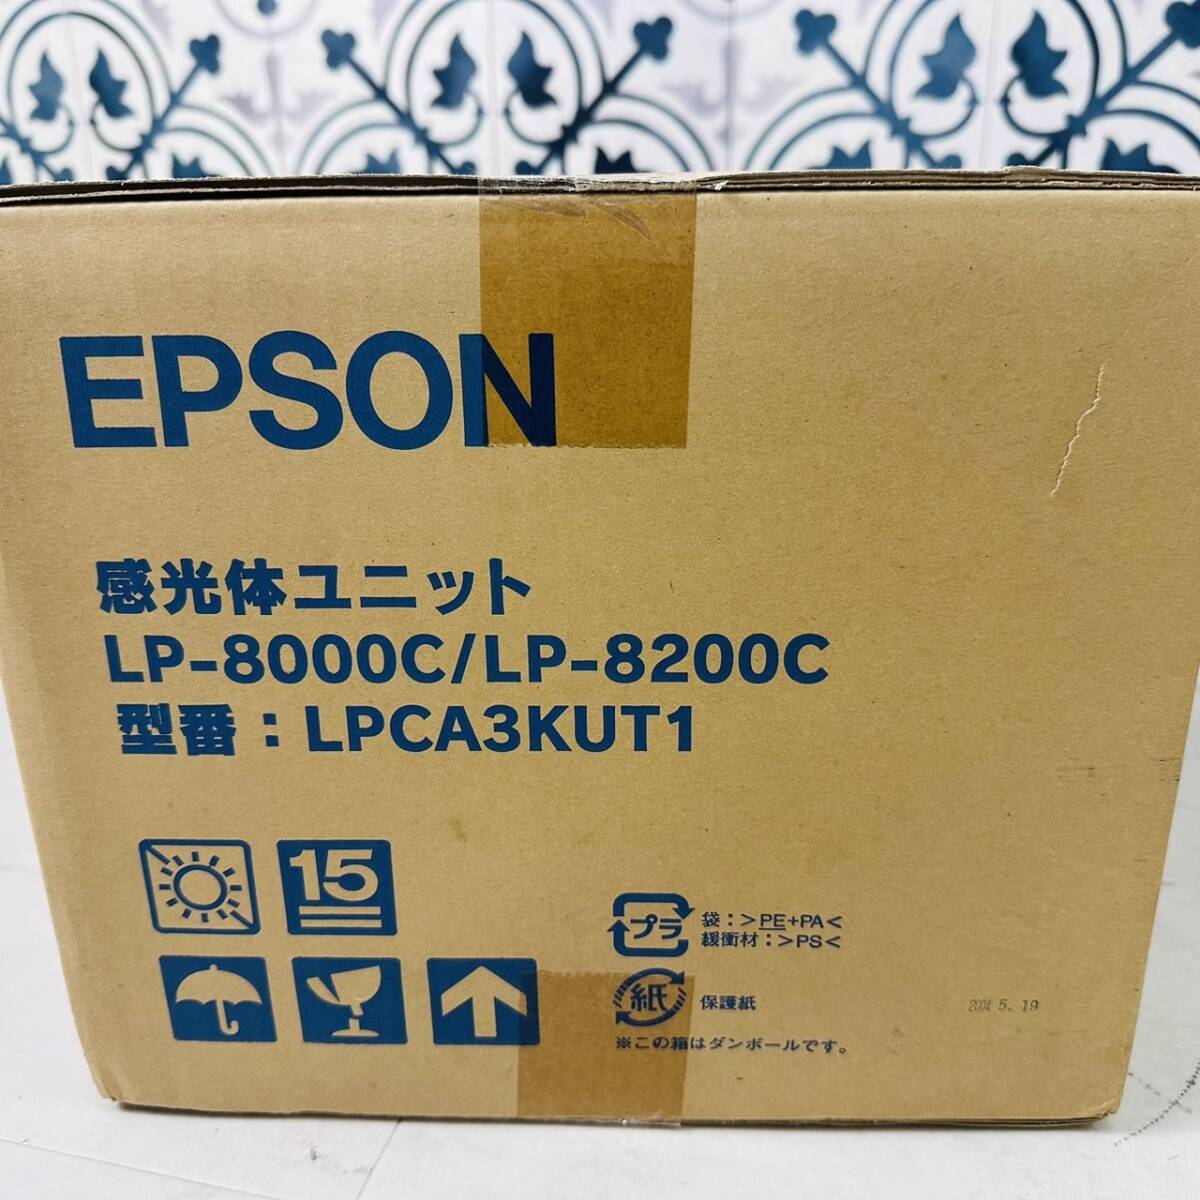 EPSON
感光体ユニット
LP-8000C/LP-8200C
型番：LPCA3KUT1
15
プラ
袋：>PE+PA<
緩衝材：>PS<
紙
保護紙
※この箱はダンボールです。
2004 5. 19